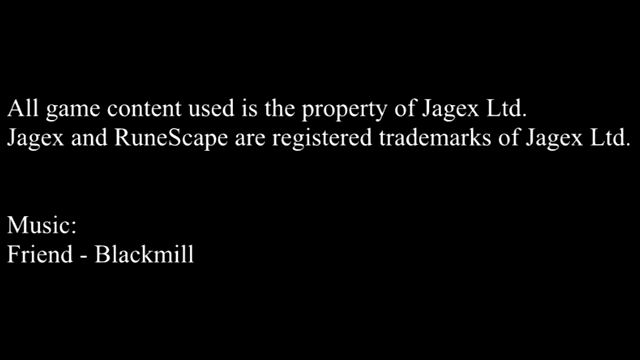 All game content used is the property of Jagex Ltd.
Jagex and RuneScape are registered trademarks of Jagex Ltd.
Music:
Friend - Blackmill